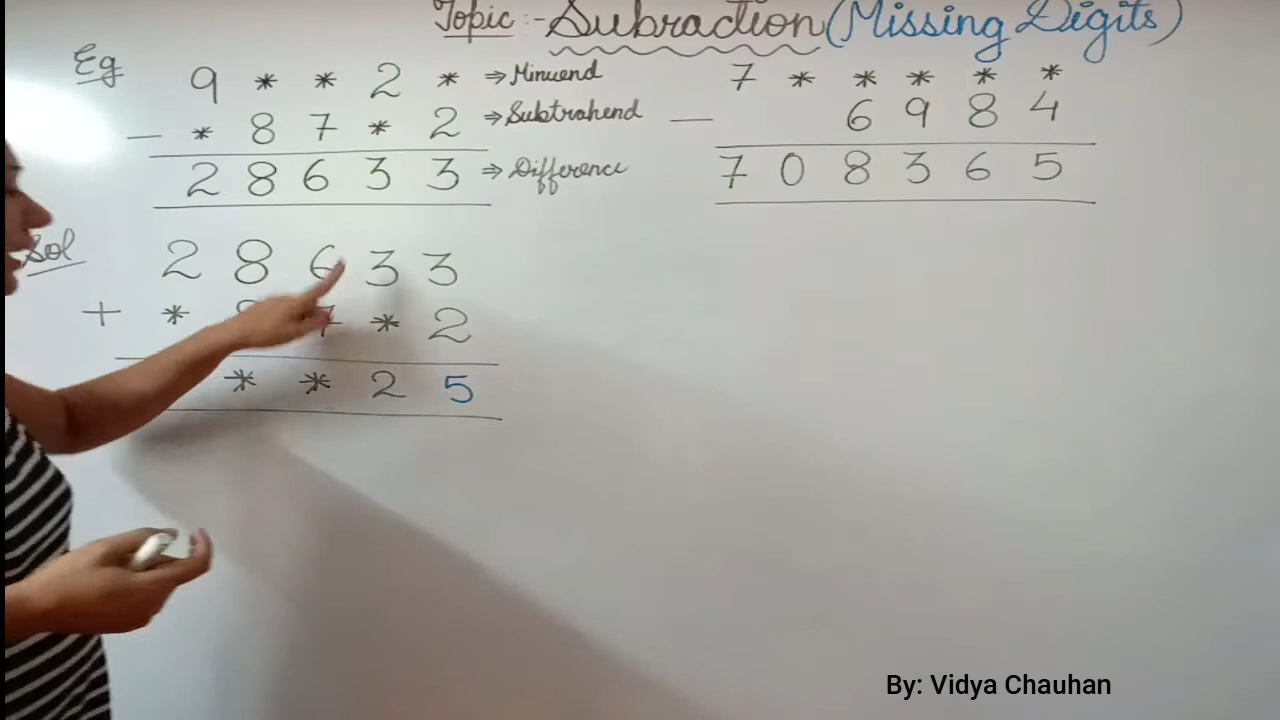 Topic :- Subraction (Missing Digits)
Eg
9 * * 2 * ⇒ Minuend
— * 8 7 * 2 ⇒ Subtrahend
2 8 6 3 3 ⇒ Difference
7 * * * * *
— 6 9 8 4
7 0 8 3 6 5
Sol
2 8 6 3 3
+ * 7 * 2
* * 2 5
By: Vidya Chauhan